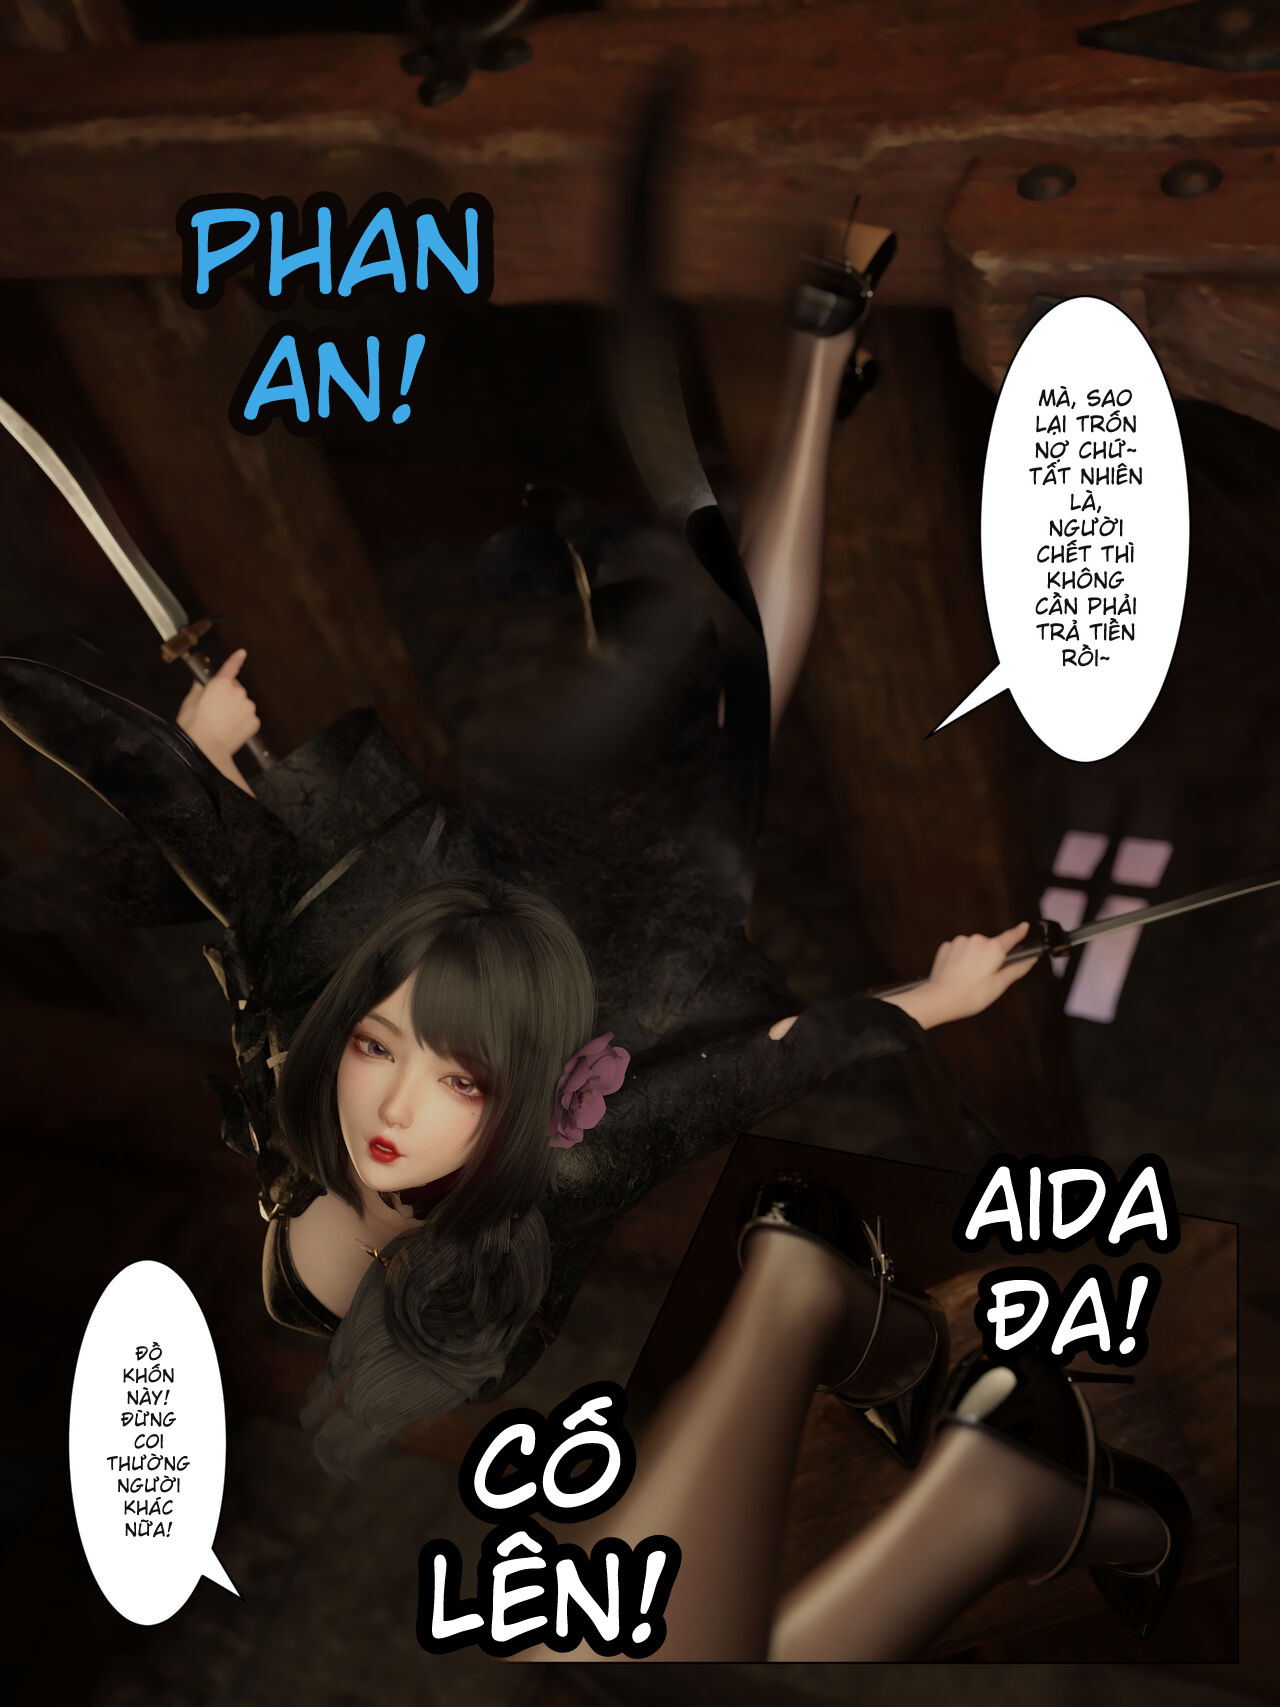 PHAN
AN!
MÀ, SAO
LẠI TRỐN
NỢ CHỨ~
TẤT NHIÊN
LÀ,
NGƯỜI
CHẾT THÌ
KHÔNG
CẦN PHẢI
TRẢ TIỀN
RỒI~
AIDA
ĐA!
ĐỒ
KHỐN
NÀY!
ĐỪNG
COI
THƯỜNG
NGƯỜI
KHÁC
NỮA!
CỐ
LÊN!